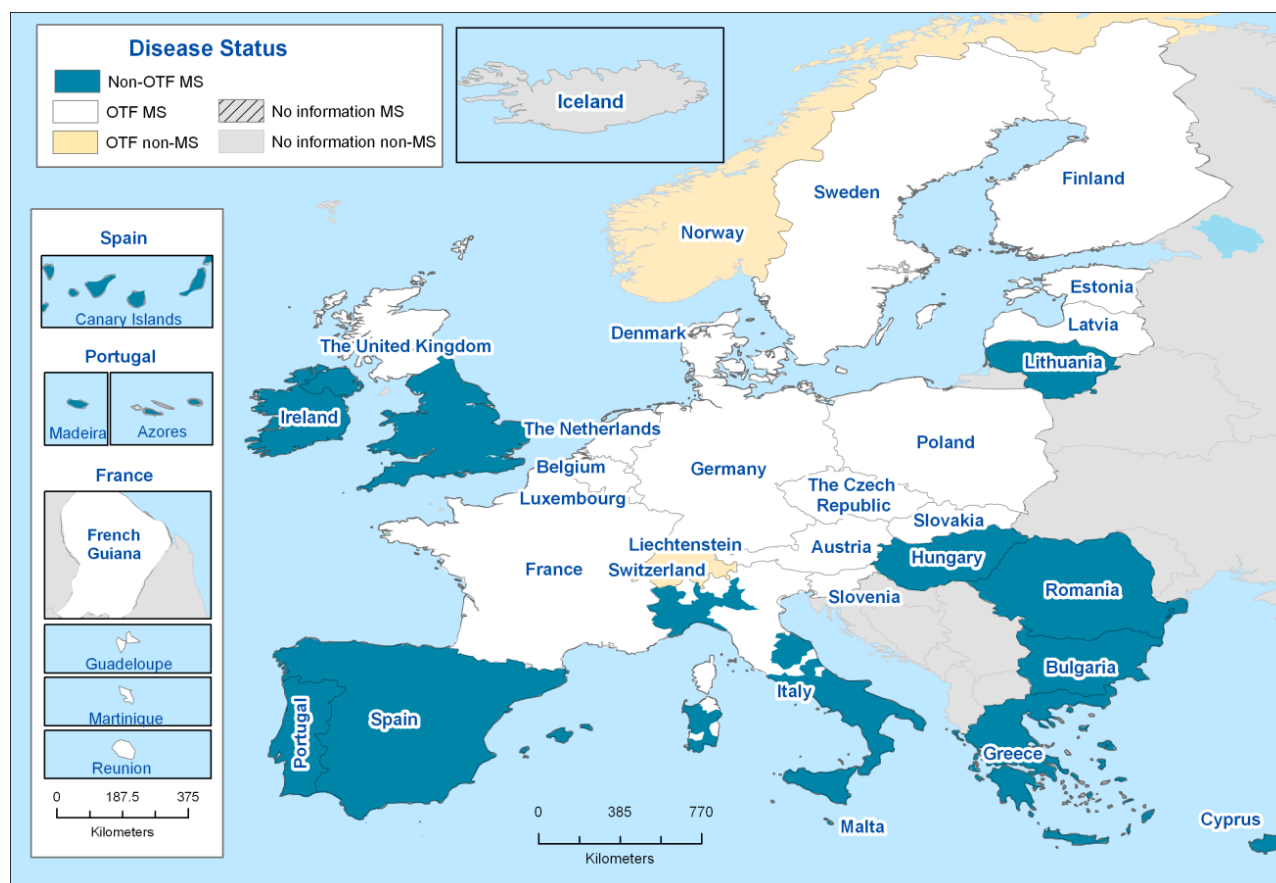 Disease Status
Non-OTF MS
OTF MS
No information MS
OTF non-MS
No information non-MS
Iceland
Spain
Canary Islands
Portugal
Madeira
Azores
France
French
Guiana
Guadeloupe
Martinique
Reunion
0 187.5 375
Kilometers
Finland
Sweden
Norway
Estonia
Latvia
Lithuania
Denmark
The United Kingdom
Ireland
The Netherlands
Belgium
Luxembourg
Germany
Poland
The Czech
Republic
Slovakia
Liechtenstein
Austria
Hungary
France
Switzerland
Slovenia
Romania
Bulgaria
Italy
Spain
Portugal
Greece
Malta
Cyprus
0 385 770
Kilometers